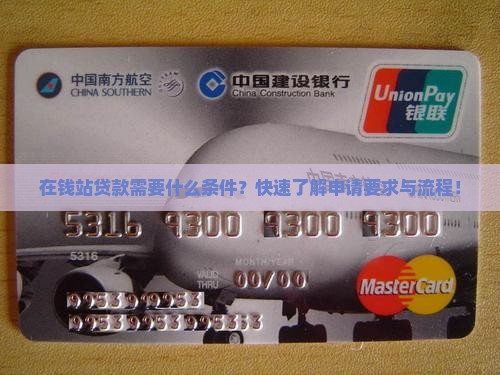 中国南方航空
CHINA SOUTHERN
中国建设银行
China Construction Bank
UnionPay
银联
在钱站贷款需要什么条件？快速了解申请要求与流程！
5316 9300 9300 9300
5316
MONTH/YEAR
VALID
THRU
00/00
MasterCard